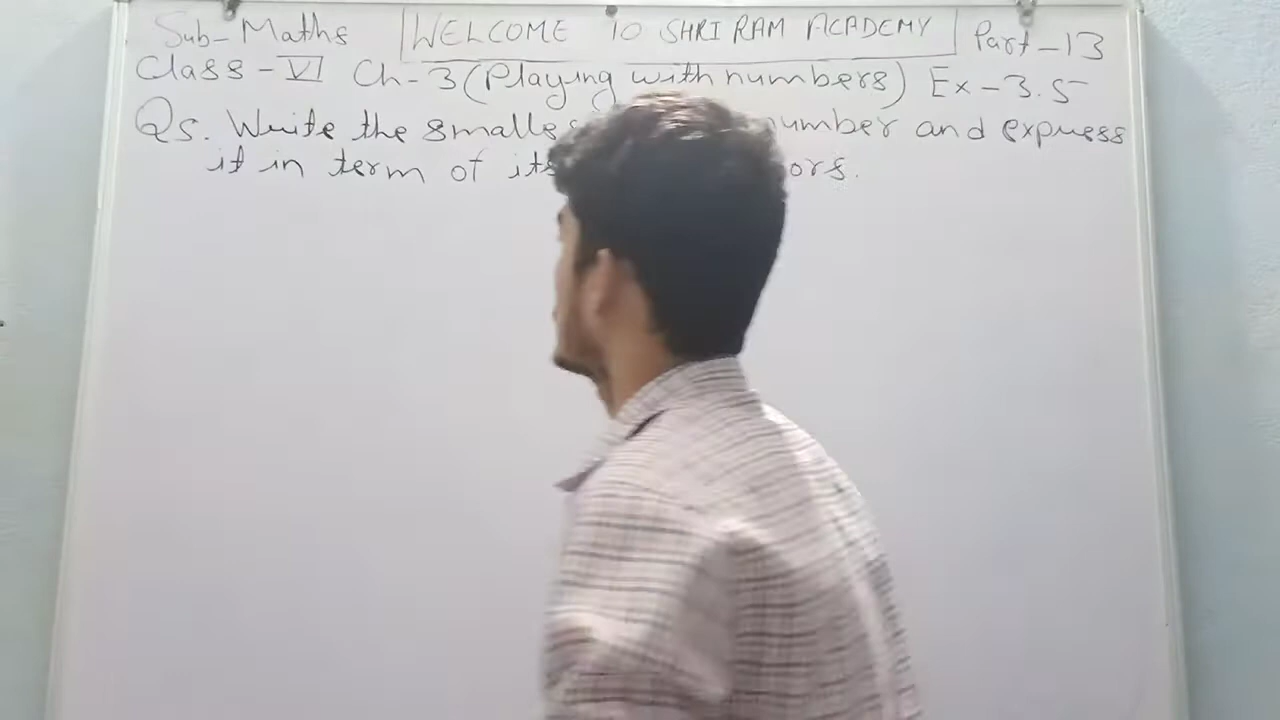 Sub-Maths WELCOME TO SHRI RAM ACADEMY Part-13
Class-VI Ch-3 (Playing with numbers) Ex-3.5
Q5. Write the smalles number and express
it in term of its ors.